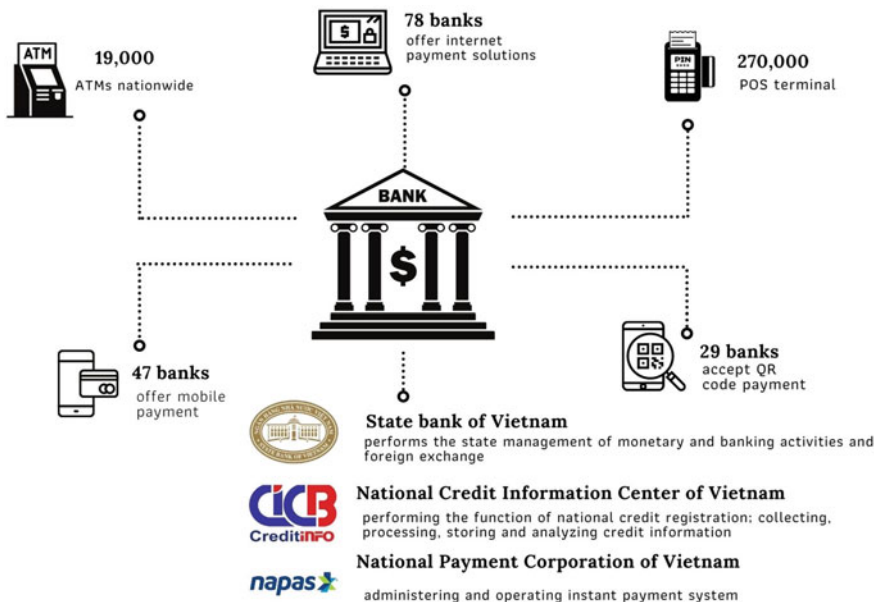 ATM
19,000
ATMs nationwide
$
78 banks
offer internet
payment solutions
PIN
270,000
POS terminal
BANK
$
47 banks
offer mobile
payment
29 banks
accept QR
code payment
State bank of Vietnam
performs the state management of monetary and banking activities and
foreign exchange
CICB
CreditinFO
National Credit Information Center of Vietnam
performing the function of national credit registration: collecting,
processing, storing and analyzing credit information
napas
National Payment Corporation of Vietnam
administering and operating instant payment system